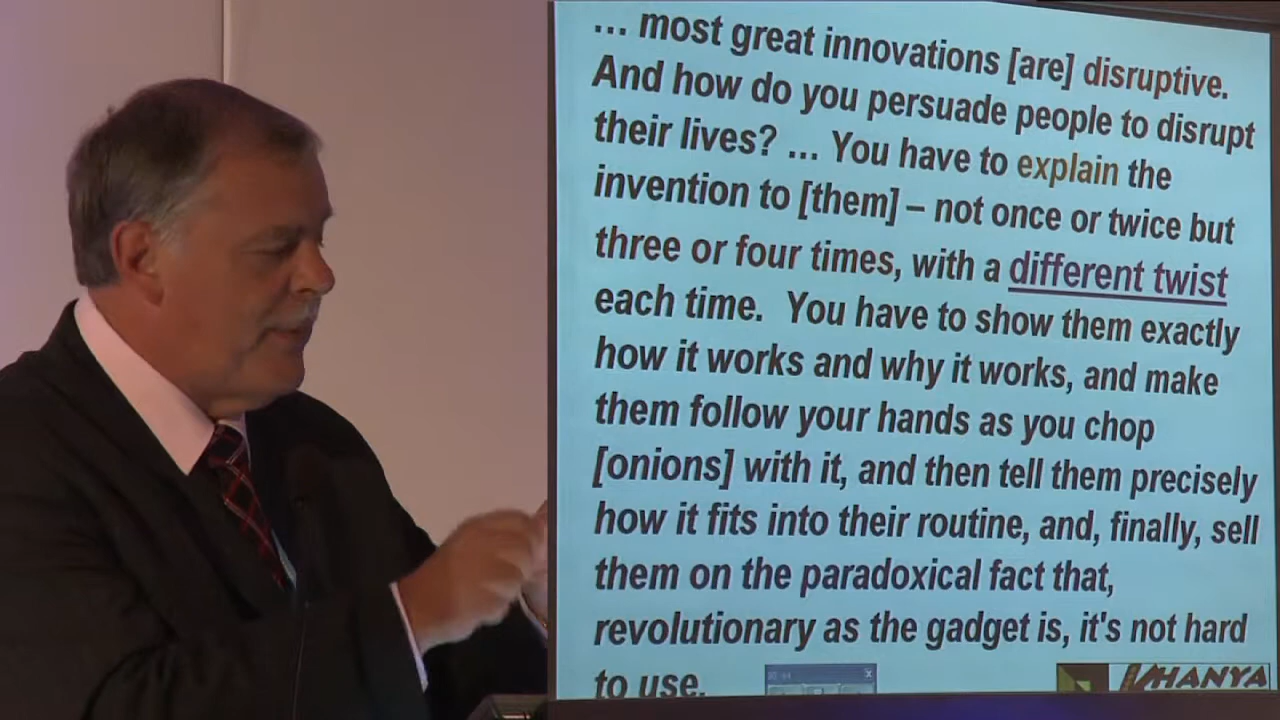 ... most great innovations [are] disruptive.
And how do you persuade people to disrupt
their lives? ... You have to explain the
invention to [them] – not once or twice but
three or four times, with a different twist
each time. You have to show them exactly
how it works and why it works, and make
them follow your hands as you chop
[onions] with it, and then tell them precisely
how it fits into their routine, and, finally, sell
them on the paradoxical fact that,
revolutionary as the gadget is, it's not hard
to use.
KHANYA